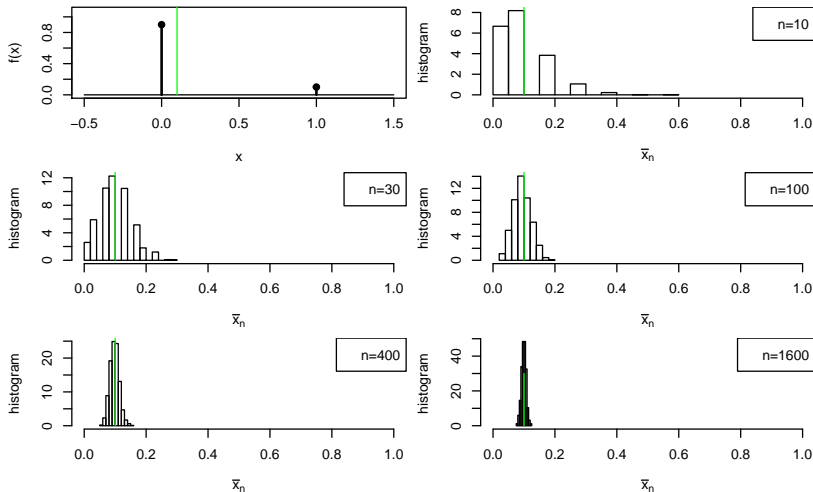 f(x)
0.0 0.4 0.8
−0.5 0.0 0.5 1.0 1.5
x
histogram
0 2 4 6 8
n=10
0.0 0.2 0.4 0.6 0.8 1.0
x̄n
histogram
0 4 8 12
n=30
0.0 0.2 0.4 0.6 0.8 1.0
x̄n
histogram
0 4 8 14
n=100
0.0 0.2 0.4 0.6 0.8 1.0
x̄n
histogram
0 10 20
n=400
0.0 0.2 0.4 0.6 0.8 1.0
x̄n
histogram
0 20 40
n=1600
0.0 0.2 0.4 0.6 0.8 1.0
x̄n